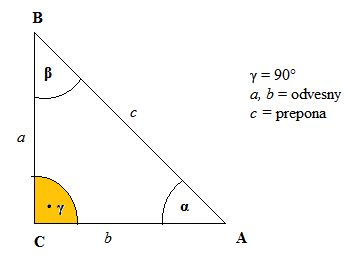 B
β
γ = 90°
a, b = odvesny
c = prepona
c
a
γ
α
C
b
A